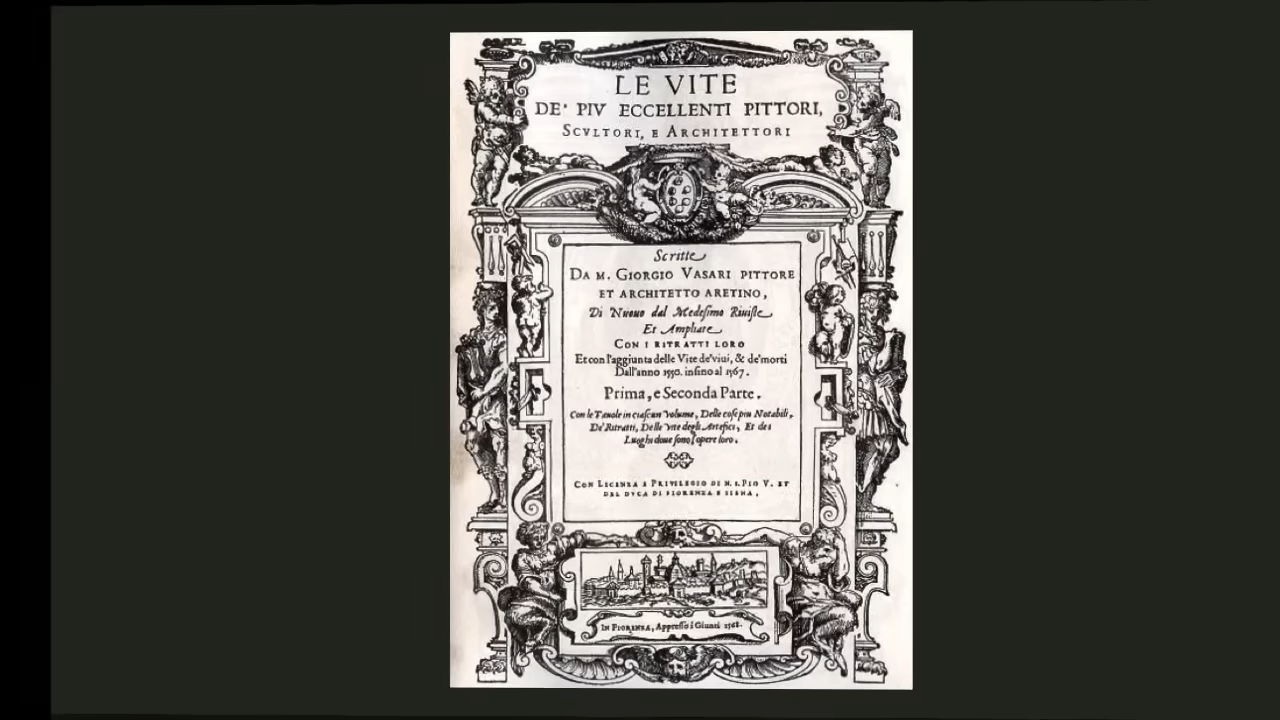 LE VITE
DE' PIV ECCELLENTI PITTORI,
SCVLTORI, E ARCHITETTORI
Scritte
DA M. GIORGIO VASARI PITTORE
ET ARCHITETTO ARETINO,
Di Nuouo dal Medesimo Riuiste
Et Ampliate
CON I RITRATTI LORO
Et con l'aggiunta delle Vite de' viui, & de' morti
Dall'anno 1550. insino al 1567.
Prima, e Seconda Parte.
Con le Tauole in ciascun volume, Delle cose piu Notabili,
De' Ritratti, Delle vite degli Artefici, Et dei
Luoghi doue sono l'opere loro.
CON LICENZA E PRIVILEGIO DI N. S. PIO V. ET
DEL DVCA DI FIORENZA E SIENA,
IN FIORENZA, Appresso i Giunti 1568.